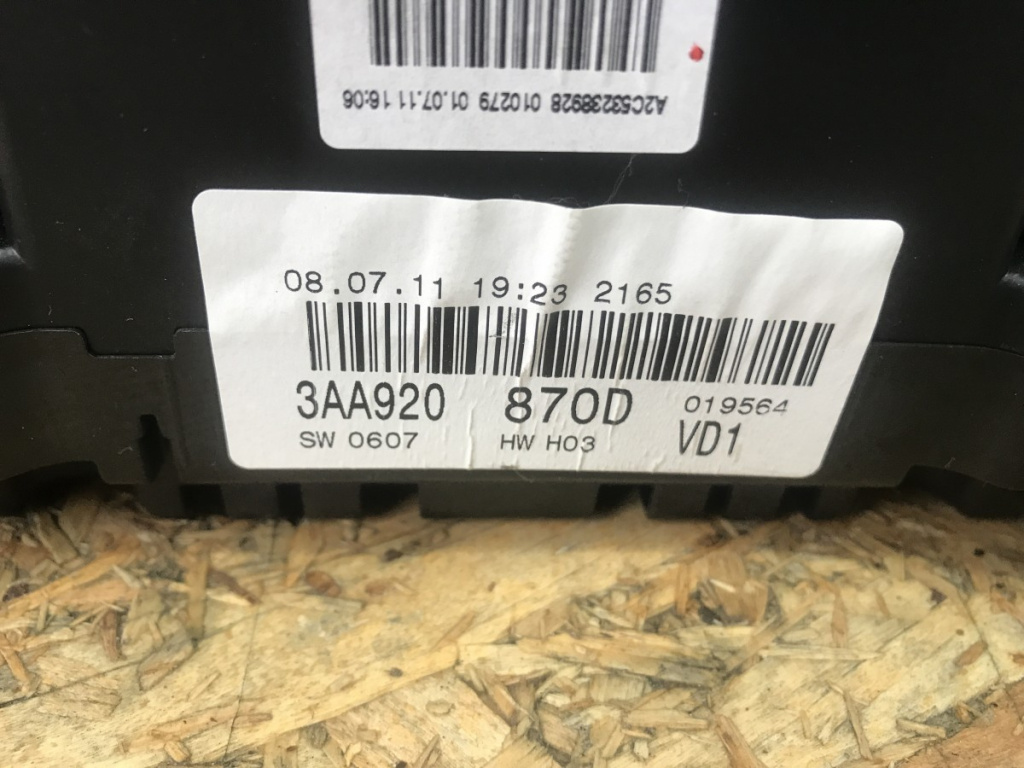 A2C53238928 010279 01.07.11 16:06
08.07.11 19:23 2165
3AA920 870D 019564
SW 0607 HW H03 VD1